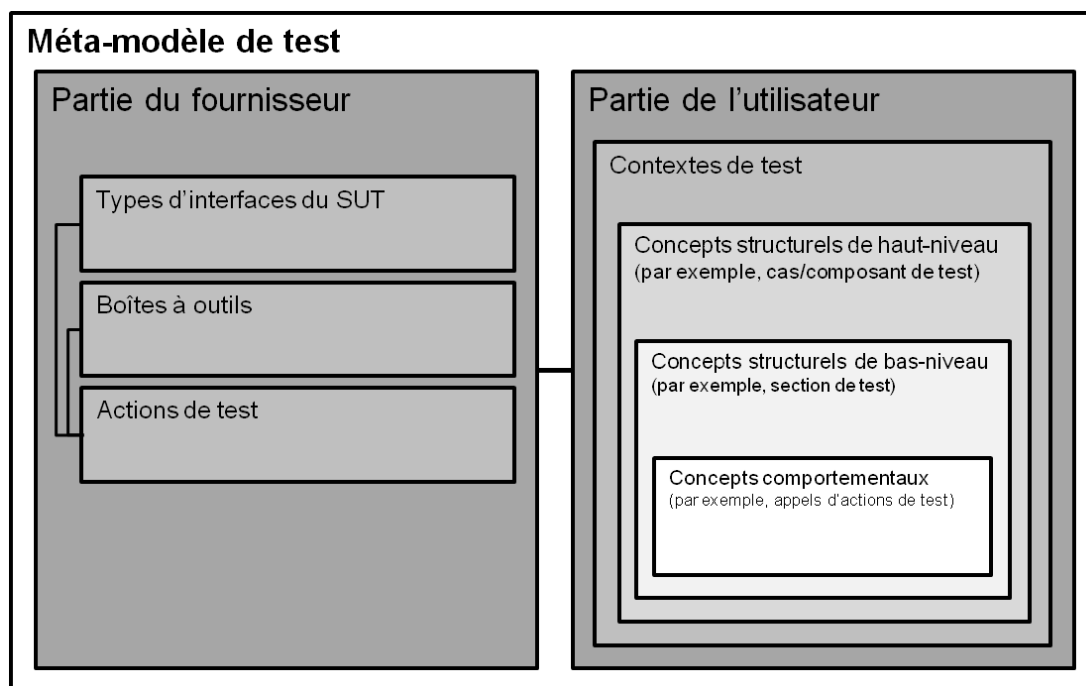 Méta-modèle de test
Partie du fournisseur
Types d'interfaces du SUT
Boîtes à outils
Actions de test
Partie de l'utilisateur
Contextes de test
Concepts structurels de haut-niveau
(par exemple, cas/composant de test)
Concepts structurels de bas-niveau
(par exemple, section de test)
Concepts comportementaux
(par exemple, appels d'actions de test)